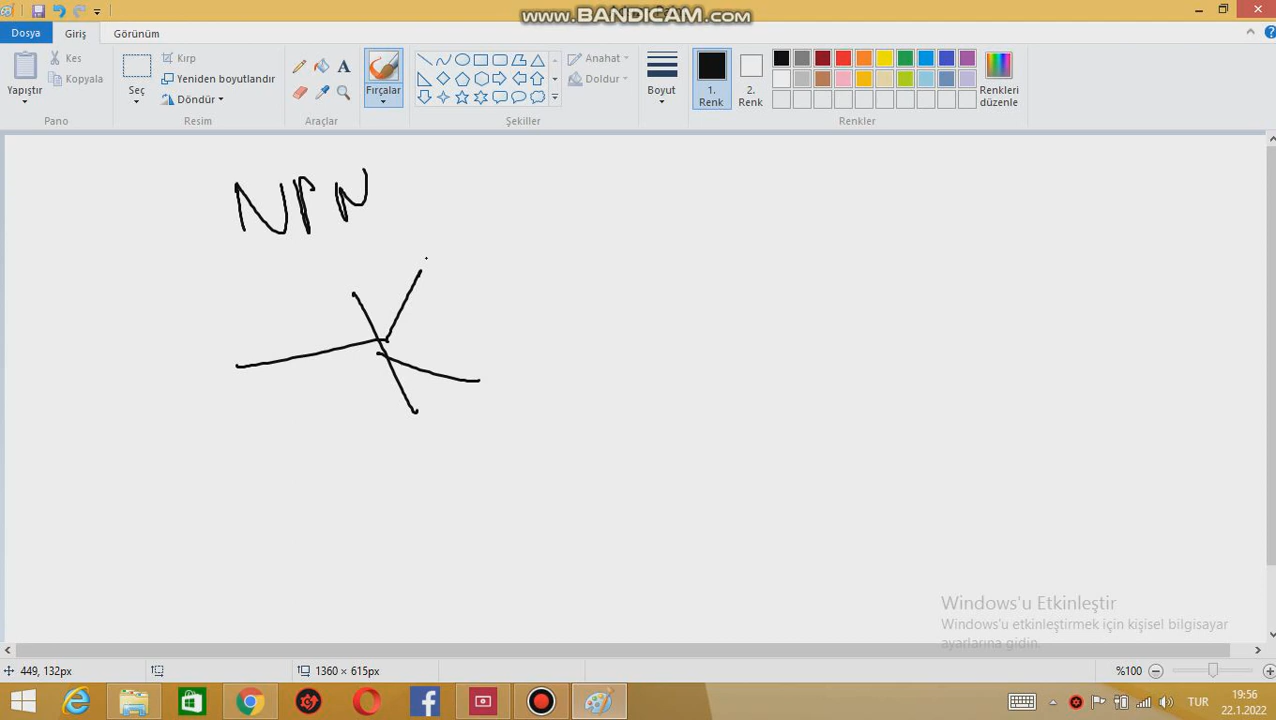 www.BANDICAM.com
Dosya Giriş Görünüm
Yapıştır
Kes
Kopyala
Pano
Seç
Kırp
Yeniden boyutlandır
Döndür
Resim
A
Araçlar
Fırçalar
Şekiller
Anahat
Doldur
Boyut
1.
Renk
2.
Renk
Renkleri
düzenle
Renkler
NPN
Windows'u Etkinleştir
Windows'u etkinleştirmek için kişisel bilgisayar
ayarlarına gidin.
449, 132px
1360 × 615px
%100
TUR
19:56
22.1.2022